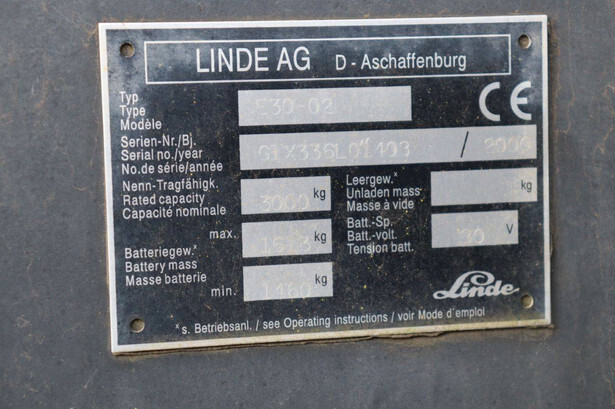 LINDE AG D - Aschaffenburg
Typ
Type
Modèle
E30-02
CE
Serien-Nr./Bj.
Serial no./year
No. de série/année
/
Nenn-Tragfähigk.
Rated capacity
Capacité nominale
3000 kg
Leergew.ˣ
Unladen mass
Masse à vide
kg
max.
kg
Batteriegew.ˣ
Battery mass
Masse batterie
min.
kg
Batt.-Sp.
Batt.-volt.
Tension batt.
V
Linde
ˣ s. Betriebsanl. / see Operating instructions / voir Mode d'emploi